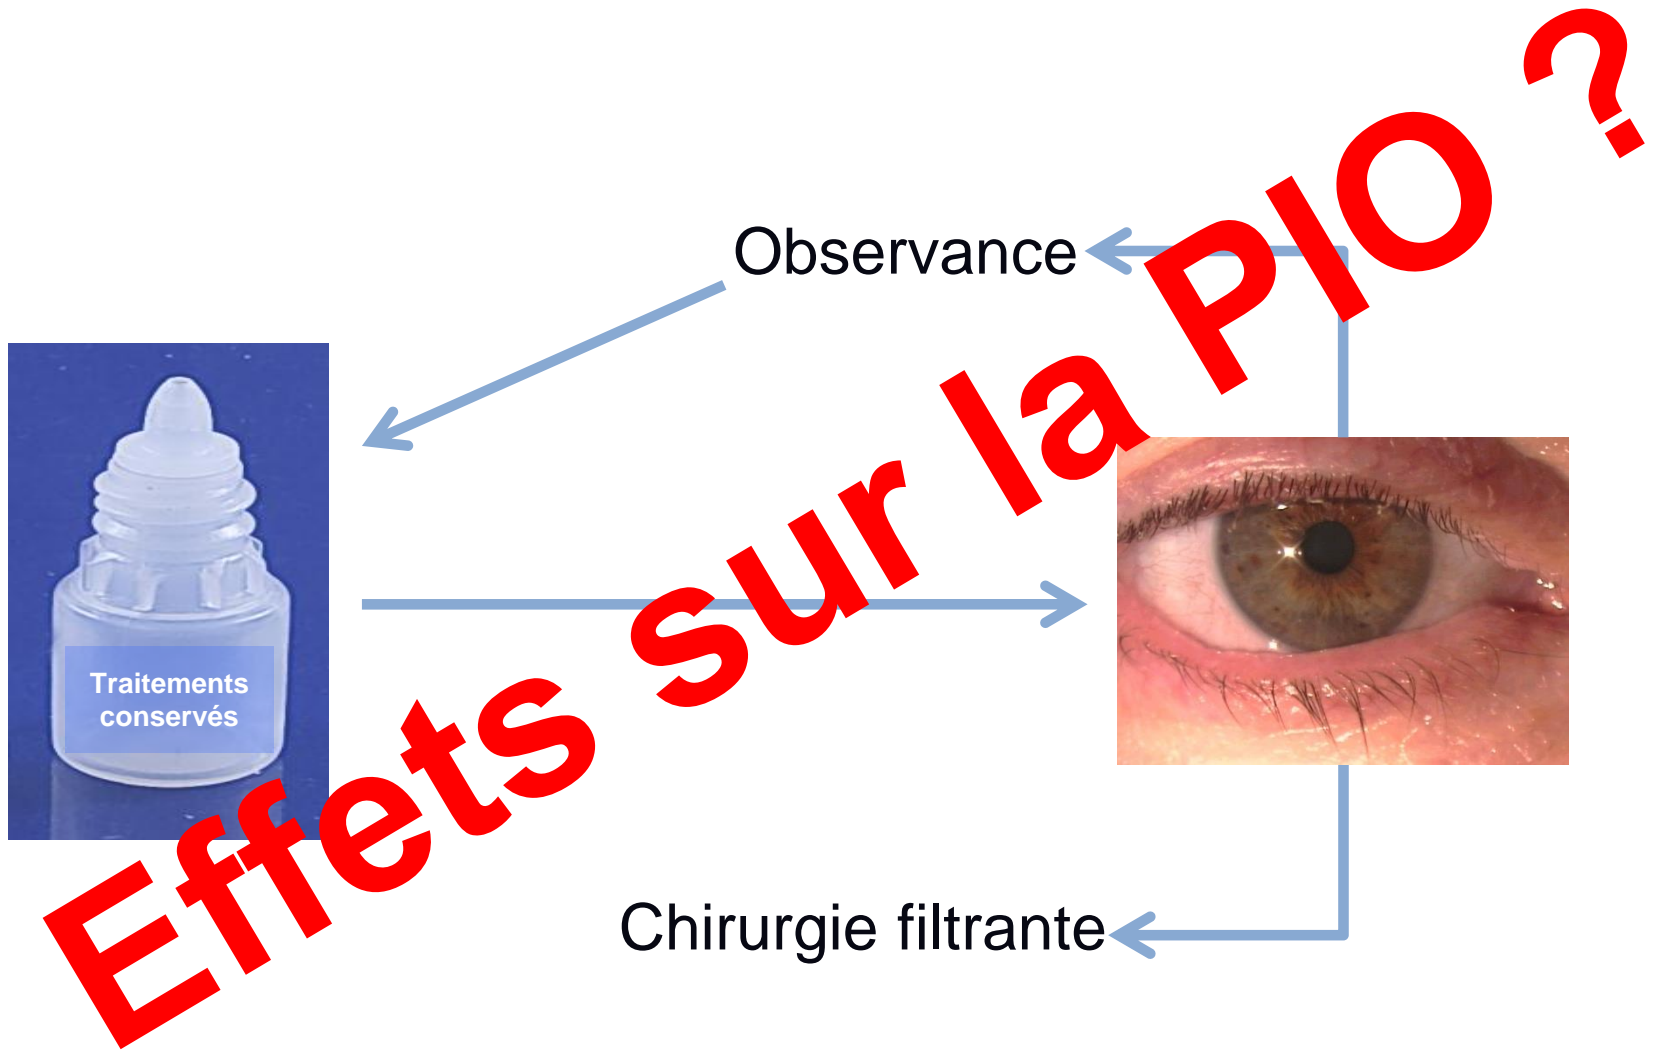 Effets sur la PIO ?
Observance
Traitements
conservés
Chirurgie filtrante